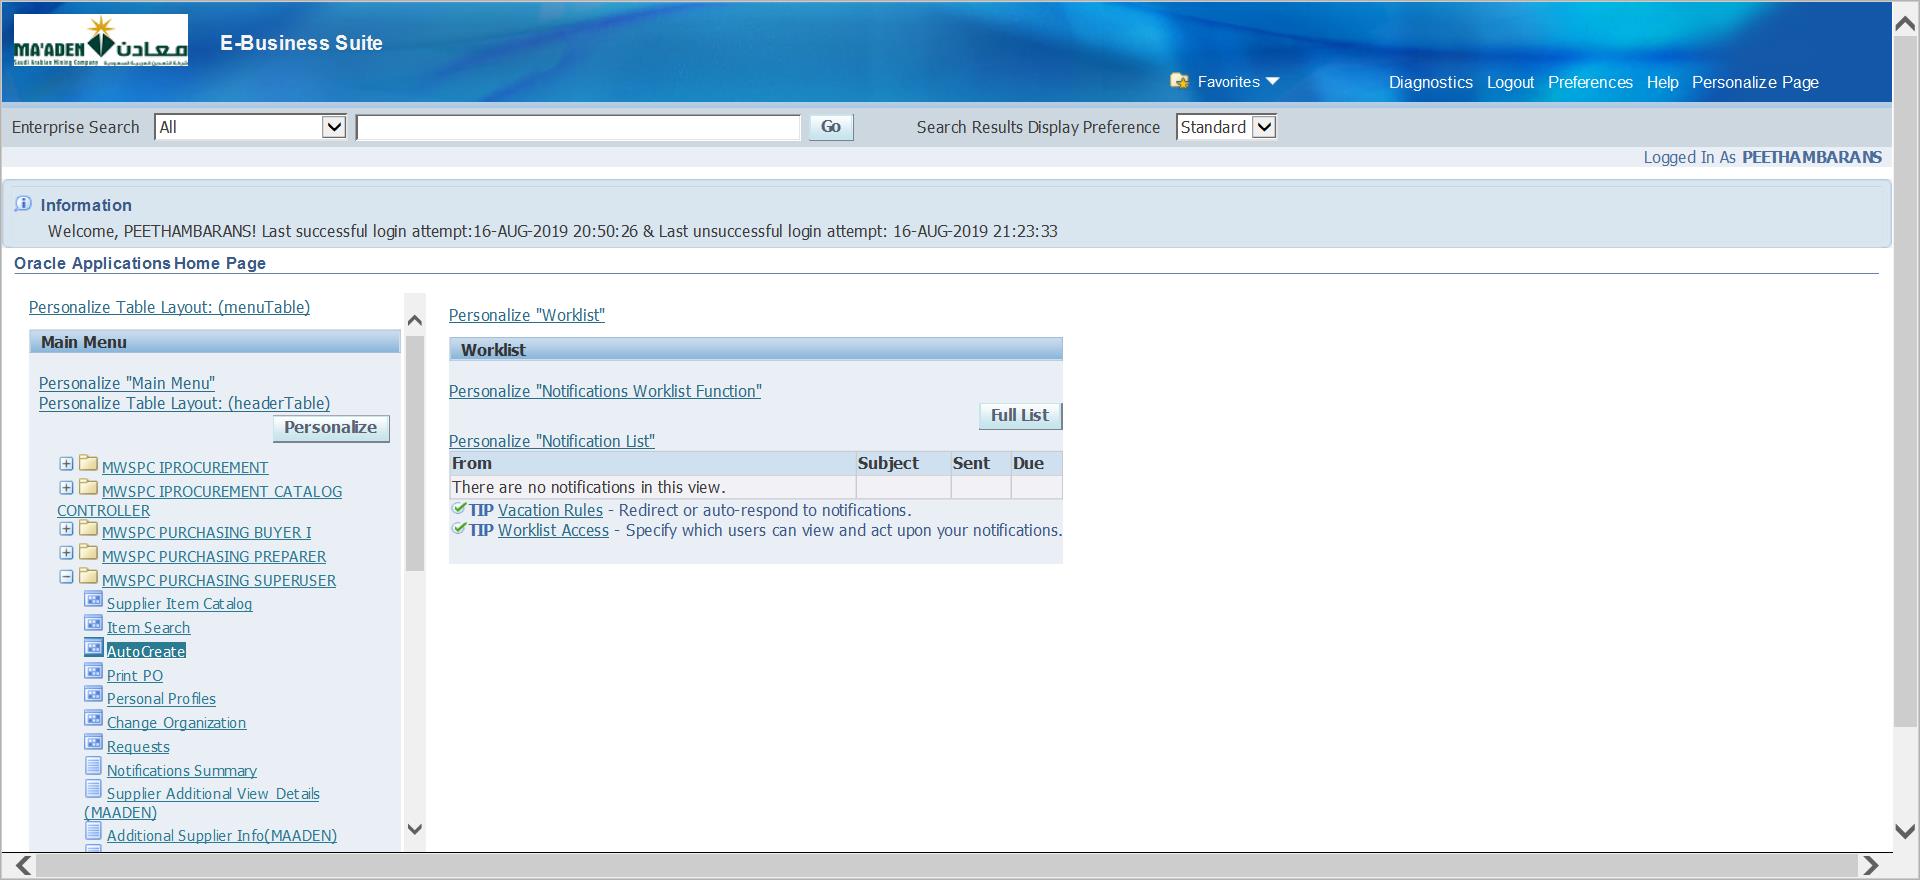 MA'ADEN معادن
Saudi Arabian Mining Company شركة التعدين العربية السعودية
E-Business Suite
Favorites
Diagnostics Logout Preferences Help Personalize Page
Enterprise Search All Go Search Results Display Preference Standard
Logged In As PEETHAMBARANS
Information
Welcome, PEETHAMBARANS! Last successful login attempt:16-AUG-2019 20:50:26 & Last unsuccessful login attempt: 16-AUG-2019 21:23:33
Oracle Applications Home Page
Personalize Table Layout: (menuTable)
Main Menu
Personalize "Main Menu"
Personalize Table Layout: (headerTable)
Personalize
MWSPC IPROCUREMENT
MWSPC IPROCUREMENT CATALOG
CONTROLLER
MWSPC PURCHASING BUYER I
MWSPC PURCHASING PREPARER
MWSPC PURCHASING SUPERUSER
Supplier Item Catalog
Item Search
AutoCreate
Print PO
Personal Profiles
Change Organization
Requests
Notifications Summary
Supplier Additional View Details
(MAADEN)
Additional Supplier Info(MAADEN)
Personalize "Worklist"
Worklist
Personalize "Notifications Worklist Function"
Full List
Personalize "Notification List"
From Subject Sent Due
There are no notifications in this view.
TIP Vacation Rules - Redirect or auto-respond to notifications.
TIP Worklist Access - Specify which users can view and act upon your notifications.